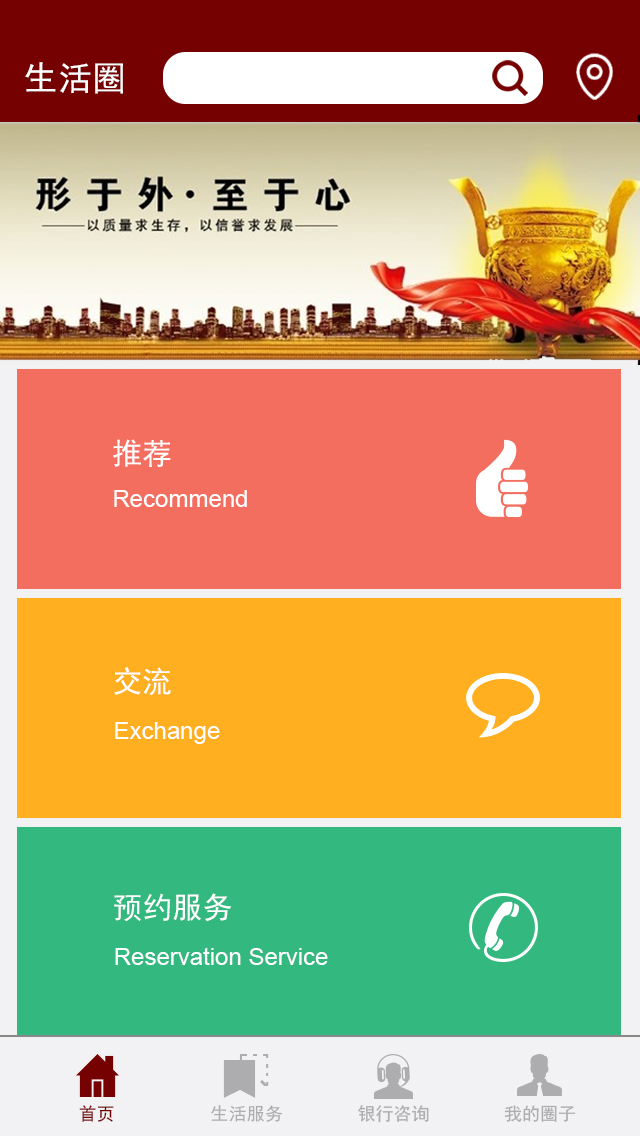 生活圈
形于外·至于心
——以质量求生存，以信誉求发展——
推荐
Recommend
交流
Exchange
预约服务
Reservation Service
首页
生活服务
银行咨询
我的圈子